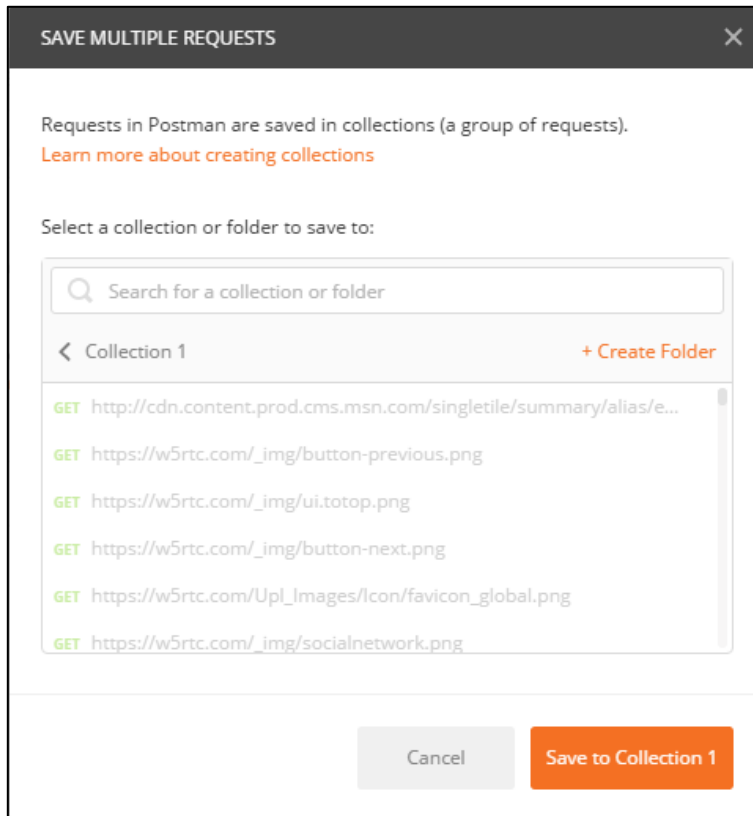 SAVE MULTIPLE REQUESTS
Requests in Postman are saved in collections (a group of requests).
Learn more about creating collections
Select a collection or folder to save to:
Search for a collection or folder
Collection 1 + Create Folder
GET http://cdn.content.prod.cms.msn.com/singletile/summary/alias/e...
GET https://w5rtc.com/_img/button-previous.png
GET https://w5rtc.com/_img/ui.totop.png
GET https://w5rtc.com/_img/button-next.png
GET https://w5rtc.com/Upl_Images/Icon/favicon_global.png
GET https://w5rtc.com/_img/socialnetwork.png
Cancel Save to Collection 1